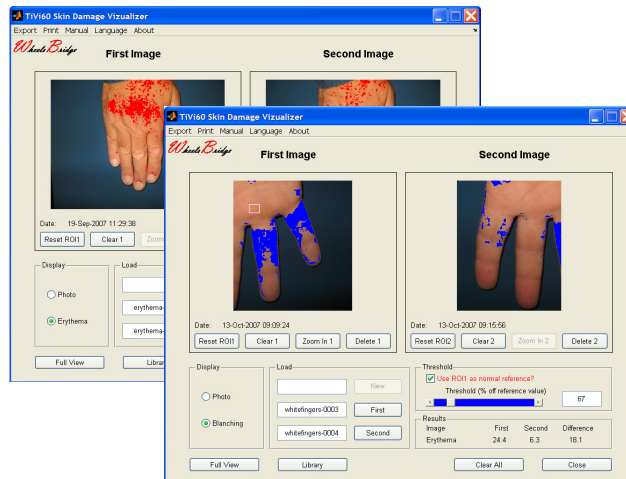 TiVi60 Skin Damage Vizualizer
Export Print Manual Language About
Wheels Bridge
First Image
Second Image
Date: 19-Sep-2007 11:29:38
Reset ROI1
Clear 1
Zoom
Display
Photo
Erythema
Load
erythema-
erythema-
Full View
Librar
TiVi60 Skin Damage Vizualizer
Export Print Manual Language About
Wheels Bridge
First Image
Second Image
Date: 13-Oct-2007 09:09:24
Date: 13-Oct-2007 09:15:56
Reset ROI1
Clear 1
Zoom In 1
Delete 1
Reset ROI2
Clear 2
Zoom In 2
Delete 2
Display
Photo
Blanching
Load
New
whitefingers-0003
First
whitefingers-0004
Second
Threshold
Use ROI1 as normal reference?
Threshold (% off reference value)
67
Results
Image First Second Difference
Erythema 24.4 6.3 18.1
Full View
Library
Clear All
Close